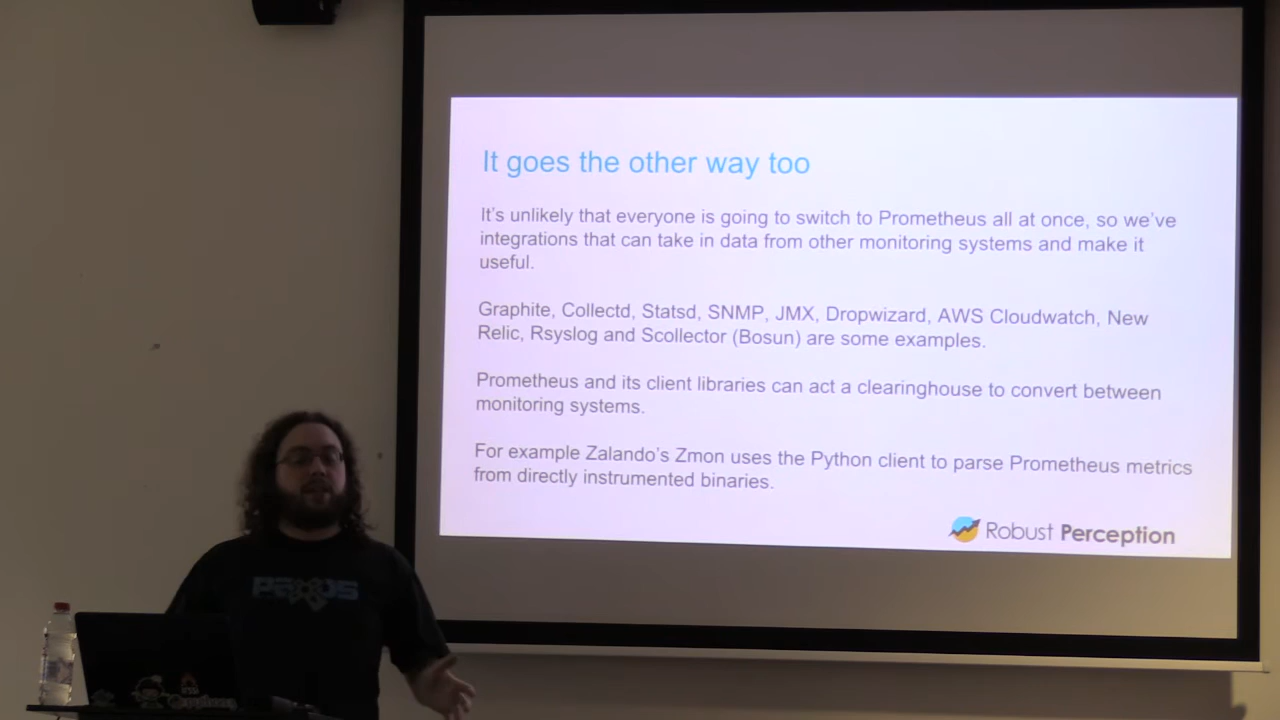 It goes the other way too
It's unlikely that everyone is going to switch to Prometheus all at once, so we've
integrations that can take in data from other monitoring systems and make it
useful.
Graphite, Collectd, Statsd, SNMP, JMX, Dropwizard, AWS Cloudwatch, New
Relic, Rsyslog and Scollector (Bosun) are some examples.
Prometheus and its client libraries can act a clearinghouse to convert between
monitoring systems.
For example Zalando's Zmon uses the Python client to parse Prometheus metrics
from directly instrumented binaries.
Robust Perception
PAXOS